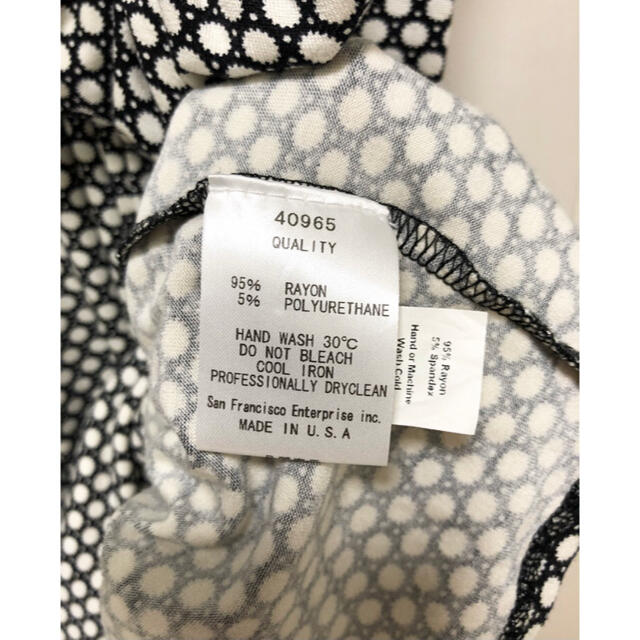 40965
QUALITY
95% RAYON
5% POLYURETHANE
HAND WASH 30℃
DO NOT BLEACH
COOL IRON
PROFESSIONALLY DRYCLEAN
San Francisco Enterprise inc.
MADE IN U.S.A
95% Rayon
5% Spandex
Hand or Machine
Wash Cold